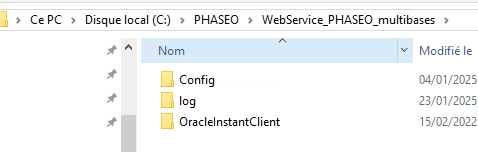 Ce PC > Disque local (C:) > PHASEO > WebService_PHASEO_multibases >
Nom Modifié le
Config 04/01/2025
log 23/01/2025
OracleInstantClient 15/02/2022